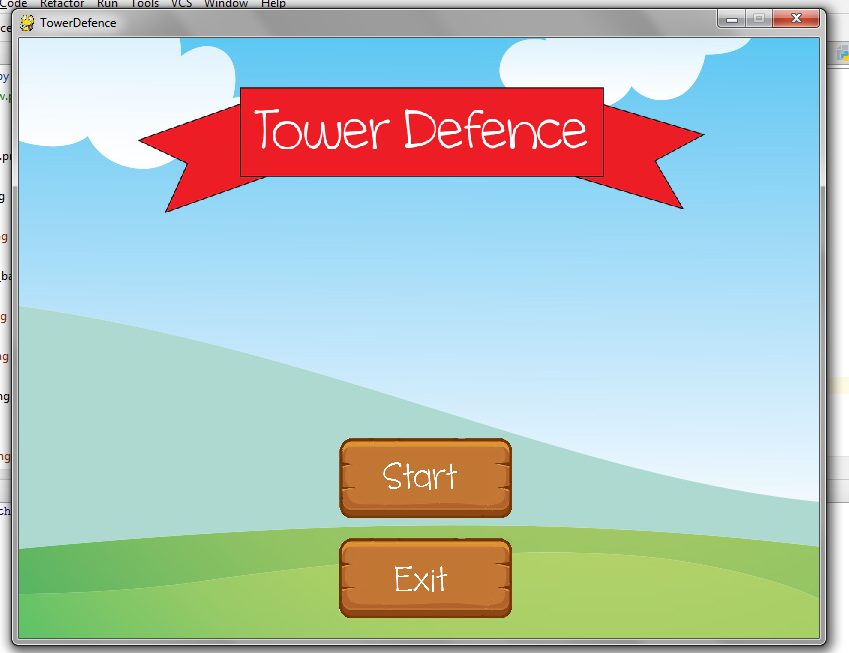 Code Refactor Run Tools VCS Window Help
TowerDefence
Tower Defence
Start
Exit